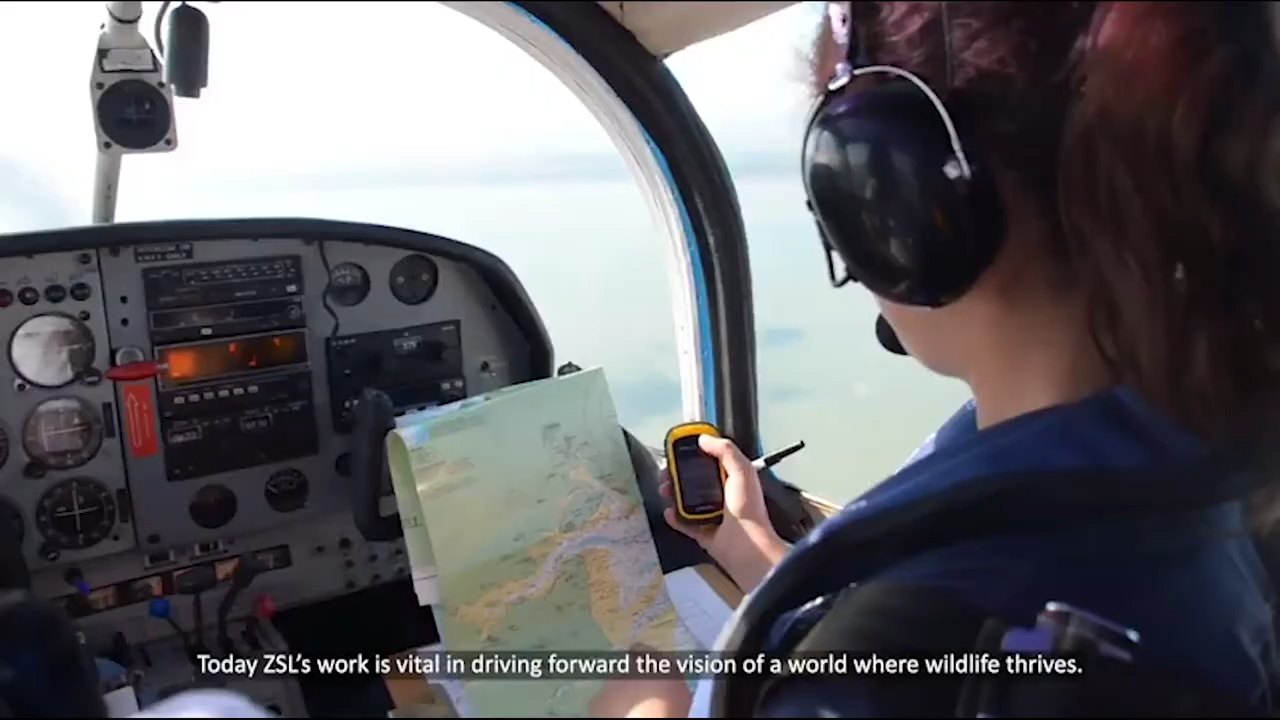 Today ZSL's work is vital in driving forward the vision of a world where wildlife thrives.